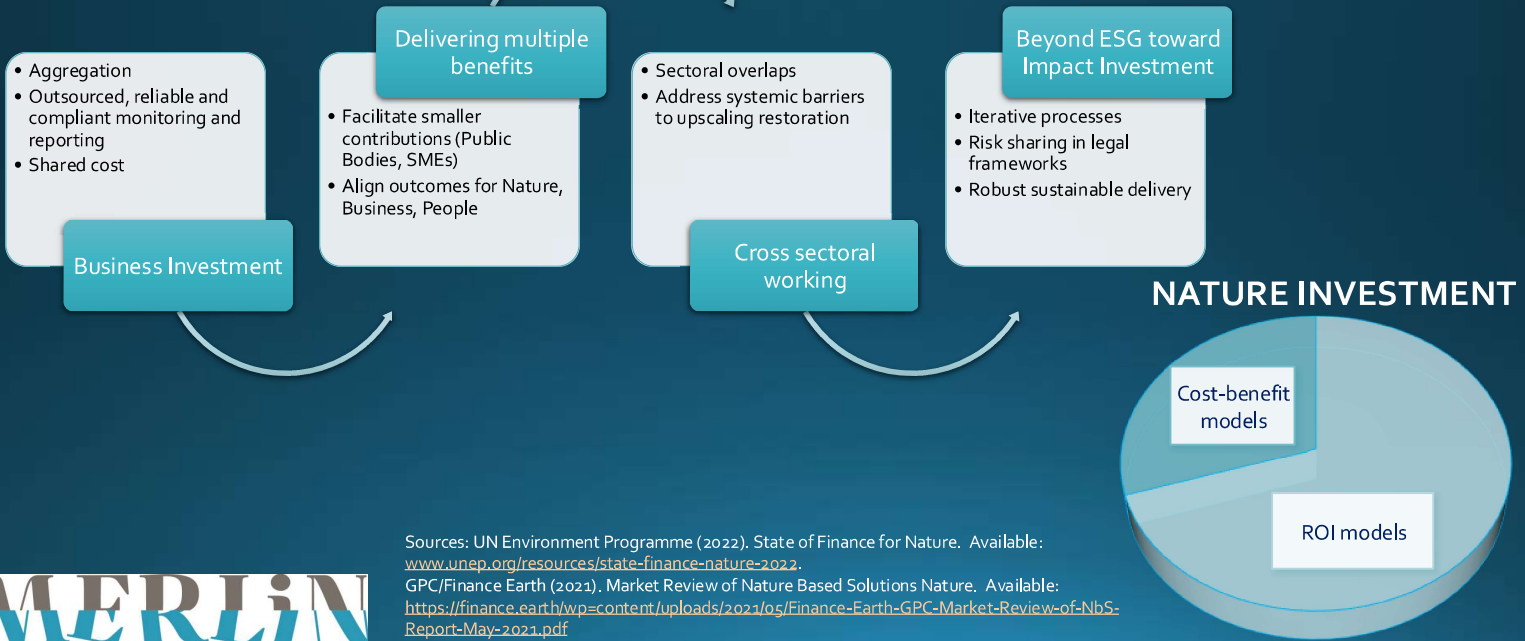 • Aggregation
• Outsourced, reliable and
compliant monitoring and
reporting
• Shared cost
Business Investment
Delivering multiple
benefits
• Facilitate smaller
contributions (Public
Bodies, SMEs)
• Align outcomes for Nature,
Business, People
• Sectoral overlaps
• Address systemic barriers
to upscaling restoration
Cross sectoral
working
Beyond ESG toward
Impact Investment
• Iterative processes
• Risk sharing in legal
frameworks
• Robust sustainable delivery
NATURE INVESTMENT
Cost-benefit
models
ROI models
Sources: UN Environment Programme (2022). State of Finance for Nature. Available:
www.unep.org/resources/state-finance-nature-2022.
GPC/Finance Earth (2021). Market Review of Nature Based Solutions Nature. Available:
https://finance.earth/wp=content/uploads/2021/05/Finance-Earth-GPC-Market-Review-of-NbS-
Report-May-2021.pdf
MERLiN